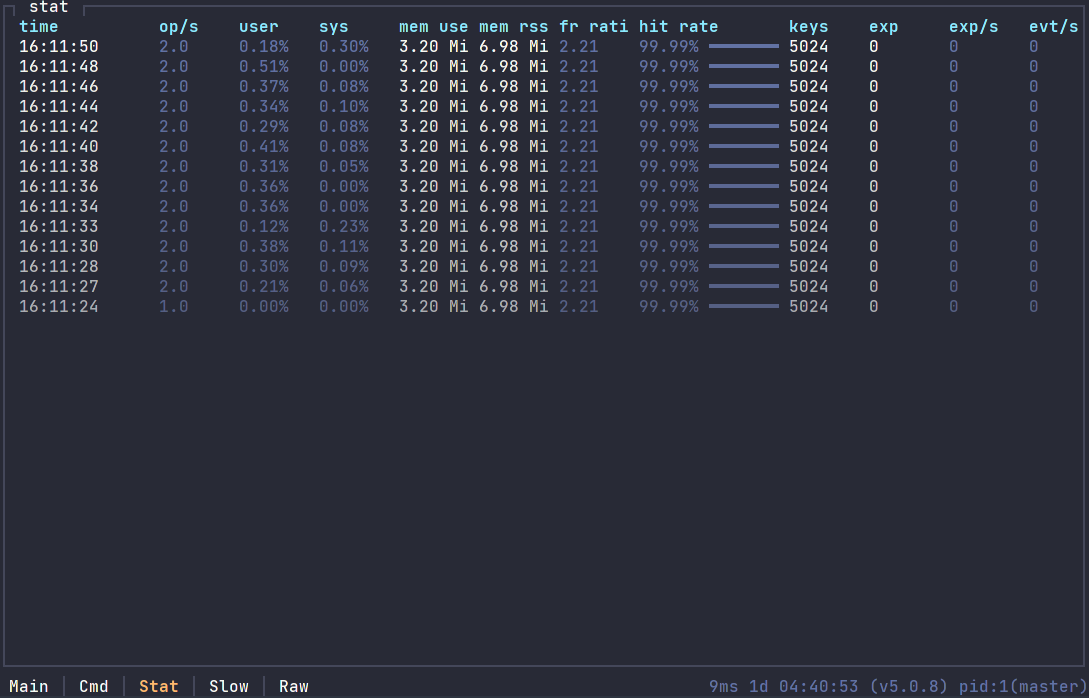 stat
time op/s user sys mem use mem rss fr rati hit rate keys exp exp/s evt/s
16:11:50 2.0 0.18% 0.30% 3.20 Mi 6.98 Mi 2.21 99.99% 5024 0 0 0
16:11:48 2.0 0.51% 0.00% 3.20 Mi 6.98 Mi 2.21 99.99% 5024 0 0 0
16:11:46 2.0 0.37% 0.08% 3.20 Mi 6.98 Mi 2.21 99.99% 5024 0 0 0
16:11:44 2.0 0.34% 0.10% 3.20 Mi 6.98 Mi 2.21 99.99% 5024 0 0 0
16:11:42 2.0 0.29% 0.08% 3.20 Mi 6.98 Mi 2.21 99.99% 5024 0 0 0
16:11:40 2.0 0.41% 0.08% 3.20 Mi 6.98 Mi 2.21 99.99% 5024 0 0 0
16:11:38 2.0 0.31% 0.05% 3.20 Mi 6.98 Mi 2.21 99.99% 5024 0 0 0
16:11:36 2.0 0.36% 0.00% 3.20 Mi 6.98 Mi 2.21 99.99% 5024 0 0 0
16:11:34 2.0 0.36% 0.00% 3.20 Mi 6.98 Mi 2.21 99.99% 5024 0 0 0
16:11:33 2.0 0.12% 0.23% 3.20 Mi 6.98 Mi 2.21 99.99% 5024 0 0 0
16:11:30 2.0 0.38% 0.11% 3.20 Mi 6.98 Mi 2.21 99.99% 5024 0 0 0
16:11:28 2.0 0.30% 0.09% 3.20 Mi 6.98 Mi 2.21 99.99% 5024 0 0 0
16:11:27 2.0 0.21% 0.06% 3.20 Mi 6.98 Mi 2.21 99.99% 5024 0 0 0
16:11:24 1.0 0.00% 0.00% 3.20 Mi 6.98 Mi 2.21 99.99% 5024 0 0 0
Main │ Cmd │ Stat │ Slow │ Raw 9ms 1d 04:40:53 (v5.0.8) pid:1(master)